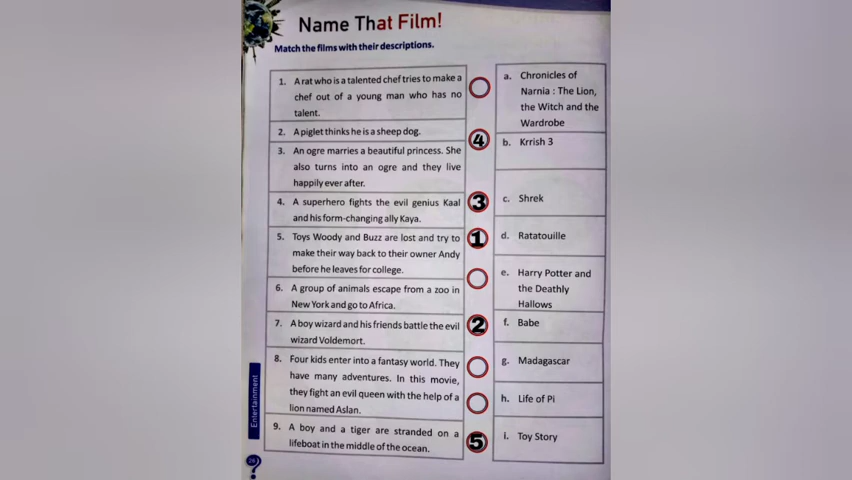 Name That Film!
Match the films with their descriptions.
1. A rat who is a talented chef tries to make a
chef out of a young man who has no
talent.
2. A piglet thinks he is a sheep dog.
3. An ogre marries a beautiful princess. She
also turns into an ogre and they live
happily ever after.
4. A superhero fights the evil genius Kaal
and his form-changing ally Kaya.
5. Toys Woody and Buzz are lost and try to
make their way back to their owner Andy
before he leaves for college.
6. A group of animals escape from a zoo in
New York and go to Africa.
7. A boy wizard and his friends battle the evil
wizard Voldemort.
8. Four kids enter into a fantasy world. They
have many adventures. In this movie,
they fight an evil queen with the help of a
lion named Aslan.
9. A boy and a tiger are stranded on a
lifeboat in the middle of the ocean.
4
3
1
2
5
a. Chronicles of
Narnia : The Lion,
the Witch and the
Wardrobe
b. Krrish 3
c. Shrek
d. Ratatouille
e. Harry Potter and
the Deathly
Hallows
f. Babe
g. Madagascar
h. Life of Pi
i. Toy Story
Entertainment